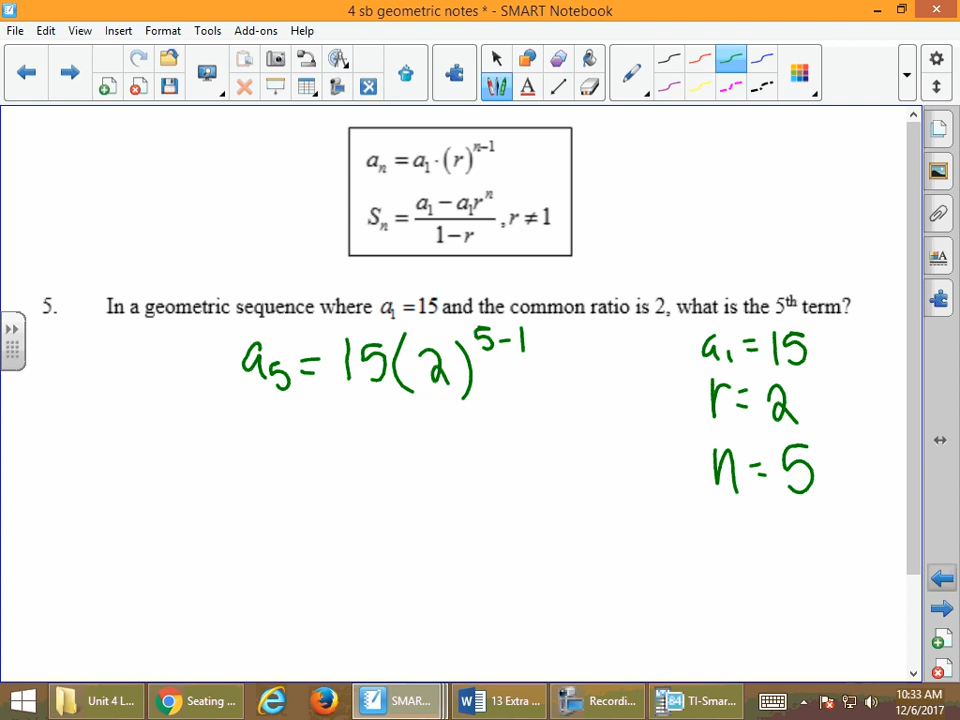 4 sb geometric notes * - SMART Notebook
File Edit View Insert Format Tools Add-ons Help
aₙ = a₁ · (r)ⁿ⁻¹
Sₙ = (a₁ − a₁rⁿ)/(1 − r), r ≠ 1
5. In a geometric sequence where a₁ = 15 and the common ratio is 2, what is the 5ᵗʰ term?
a₅ = 15(2)⁵⁻¹
a₁ = 15
r = 2
n = 5
Unit 4 L... Seating ... SMAR... 13 Extra ... Recordi... TI-Smar... 10:33 AM
12/6/2017